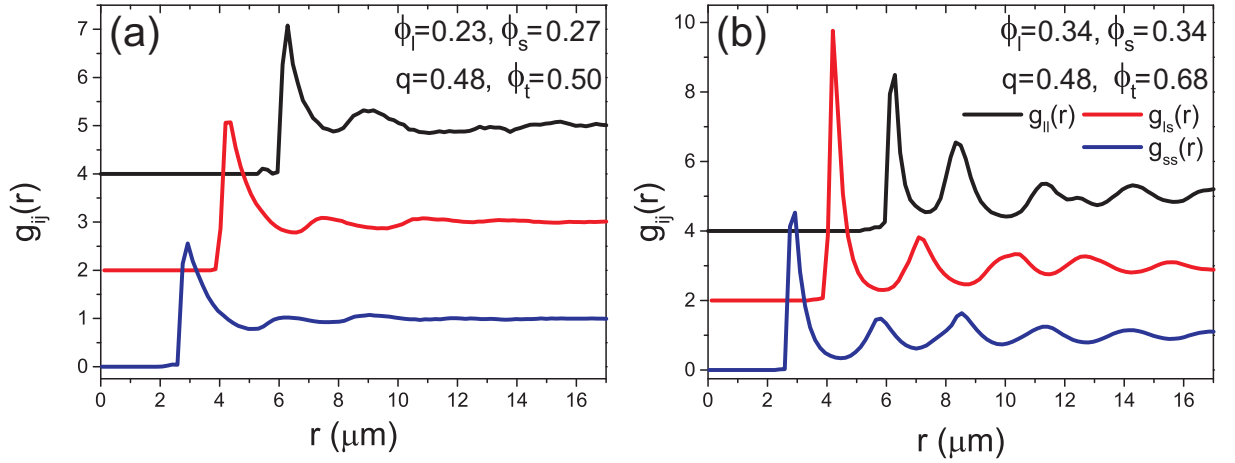 (a)
ϕl=0.23, ϕs=0.27
q=0.48, ϕt=0.50
gij(r)
7
6
5
4
3
2
1
0
0 2 4 6 8 10 12 14 16
r (μm)
(b)
ϕl=0.34, ϕs=0.34
q=0.48, ϕt=0.68
gll(r) gls(r)
gss(r)
gij(r)
10
8
6
4
2
0
0 2 4 6 8 10 12 14 16
r (μm)